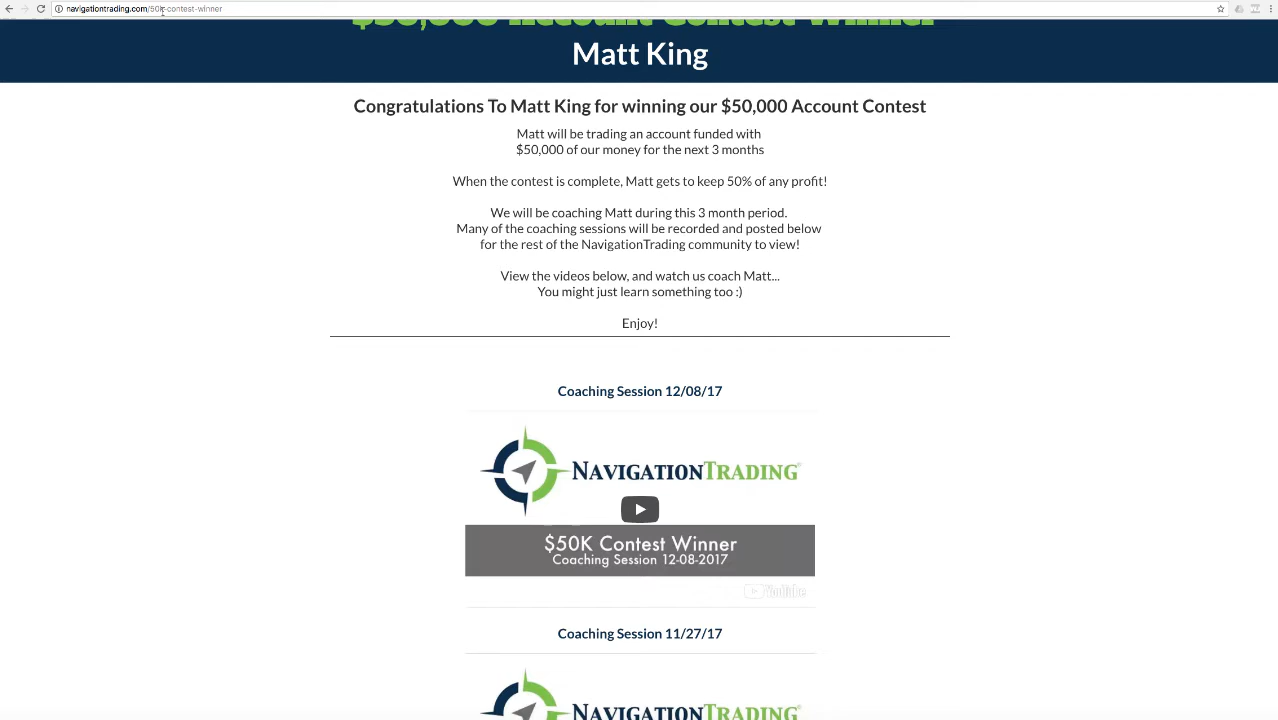 navigationtrading.com/50k-contest-winner
$50,000 Account Contest Winner
Matt King
Congratulations To Matt King for winning our $50,000 Account Contest
Matt will be trading an account funded with
$50,000 of our money for the next 3 months
When the contest is complete, Matt gets to keep 50% of any profit!
We will be coaching Matt during this 3 month period.
Many of the coaching sessions will be recorded and posted below
for the rest of the NavigationTrading community to view!
View the videos below, and watch us coach Matt...
You might just learn something too :)
Enjoy!
Coaching Session 12/08/17
NAVIGATIONTRADING®
$50K Contest Winner
Coaching Session 12-08-2017
YouTube
Coaching Session 11/27/17
NAVIGATIONTRADING®